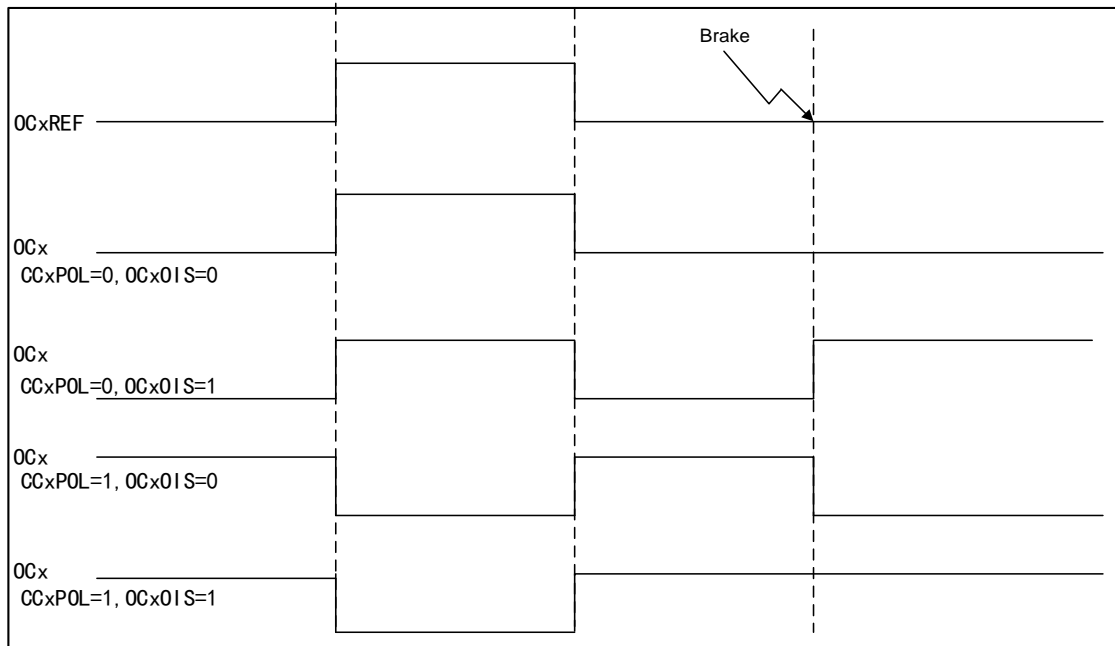 Brake
OCxREF
OCx
CCxPOL=0, OCxOIS=0
OCx
CCxPOL=0, OCxOIS=1
OCx
CCxPOL=1, OCxOIS=0
OCx
CCxPOL=1, OCxOIS=1